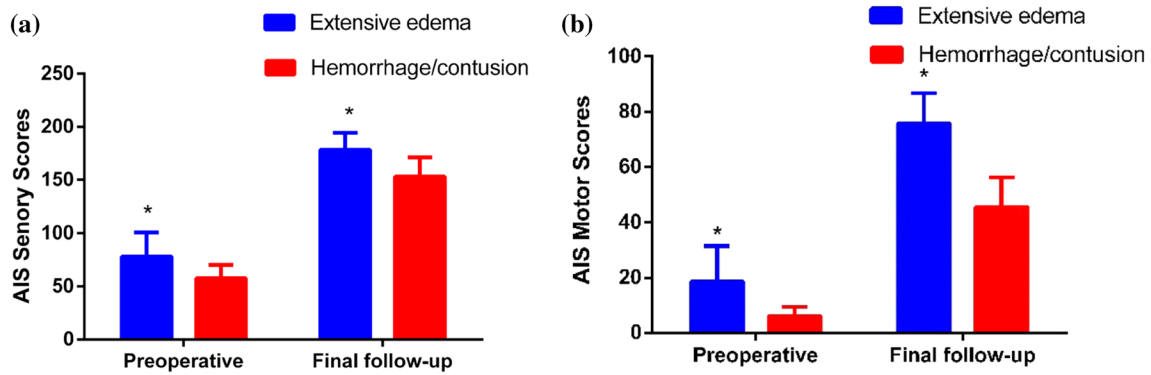 (a)
Extensive edema
Hemorrhage/contusion
AIS Senory Scores
250
200
150
100
50
0
*
*
Preoperative
Final follow-up
(b)
Extensive edema
Hemorrhage/contusion
AIS Motor Scores
100
80
60
40
20
0
*
*
Preoperative
Final follow-up